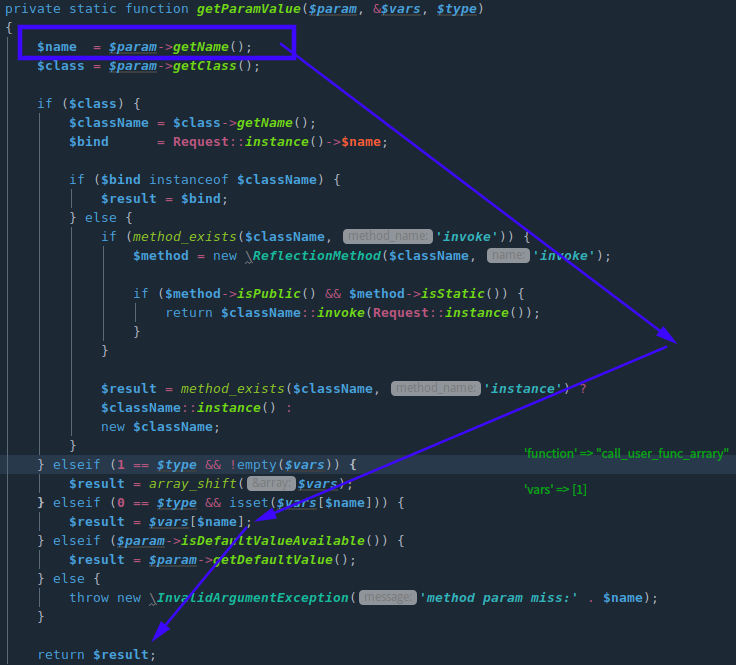 private static function getParamValue($param, &$vars, $type)
{
    $name  = $param->getName();
    $class = $param->getClass();

    if ($class) {
        $className = $class->getName();
        $bind      = Request::instance()->$name;

        if ($bind instanceof $className) {
            $result = $bind;
        } else {
            if (method_exists($className, method_name: 'invoke')) {
                $method = new \ReflectionMethod($className, name: 'invoke');

                if ($method->isPublic() && $method->isStatic()) {
                    return $className::invoke(Request::instance());
                }
            }

            $result = method_exists($className, method_name: 'instance') ?
            $className::instance() :
            new $className;
        }
    } elseif (1 == $type && !empty($vars)) {
        $result = array_shift( &array: $vars);
    } elseif (0 == $type && isset($vars[$name])) {
        $result = $vars[$name];
    } elseif ($param->isDefaultValueAvailable()) {
        $result = $param->getDefaultValue();
    } else {
        throw new \InvalidArgumentException( message: 'method param miss:' . $name);
    }

    return $result;
'function' => "call_user_func_arrary"
'vars' => [1]